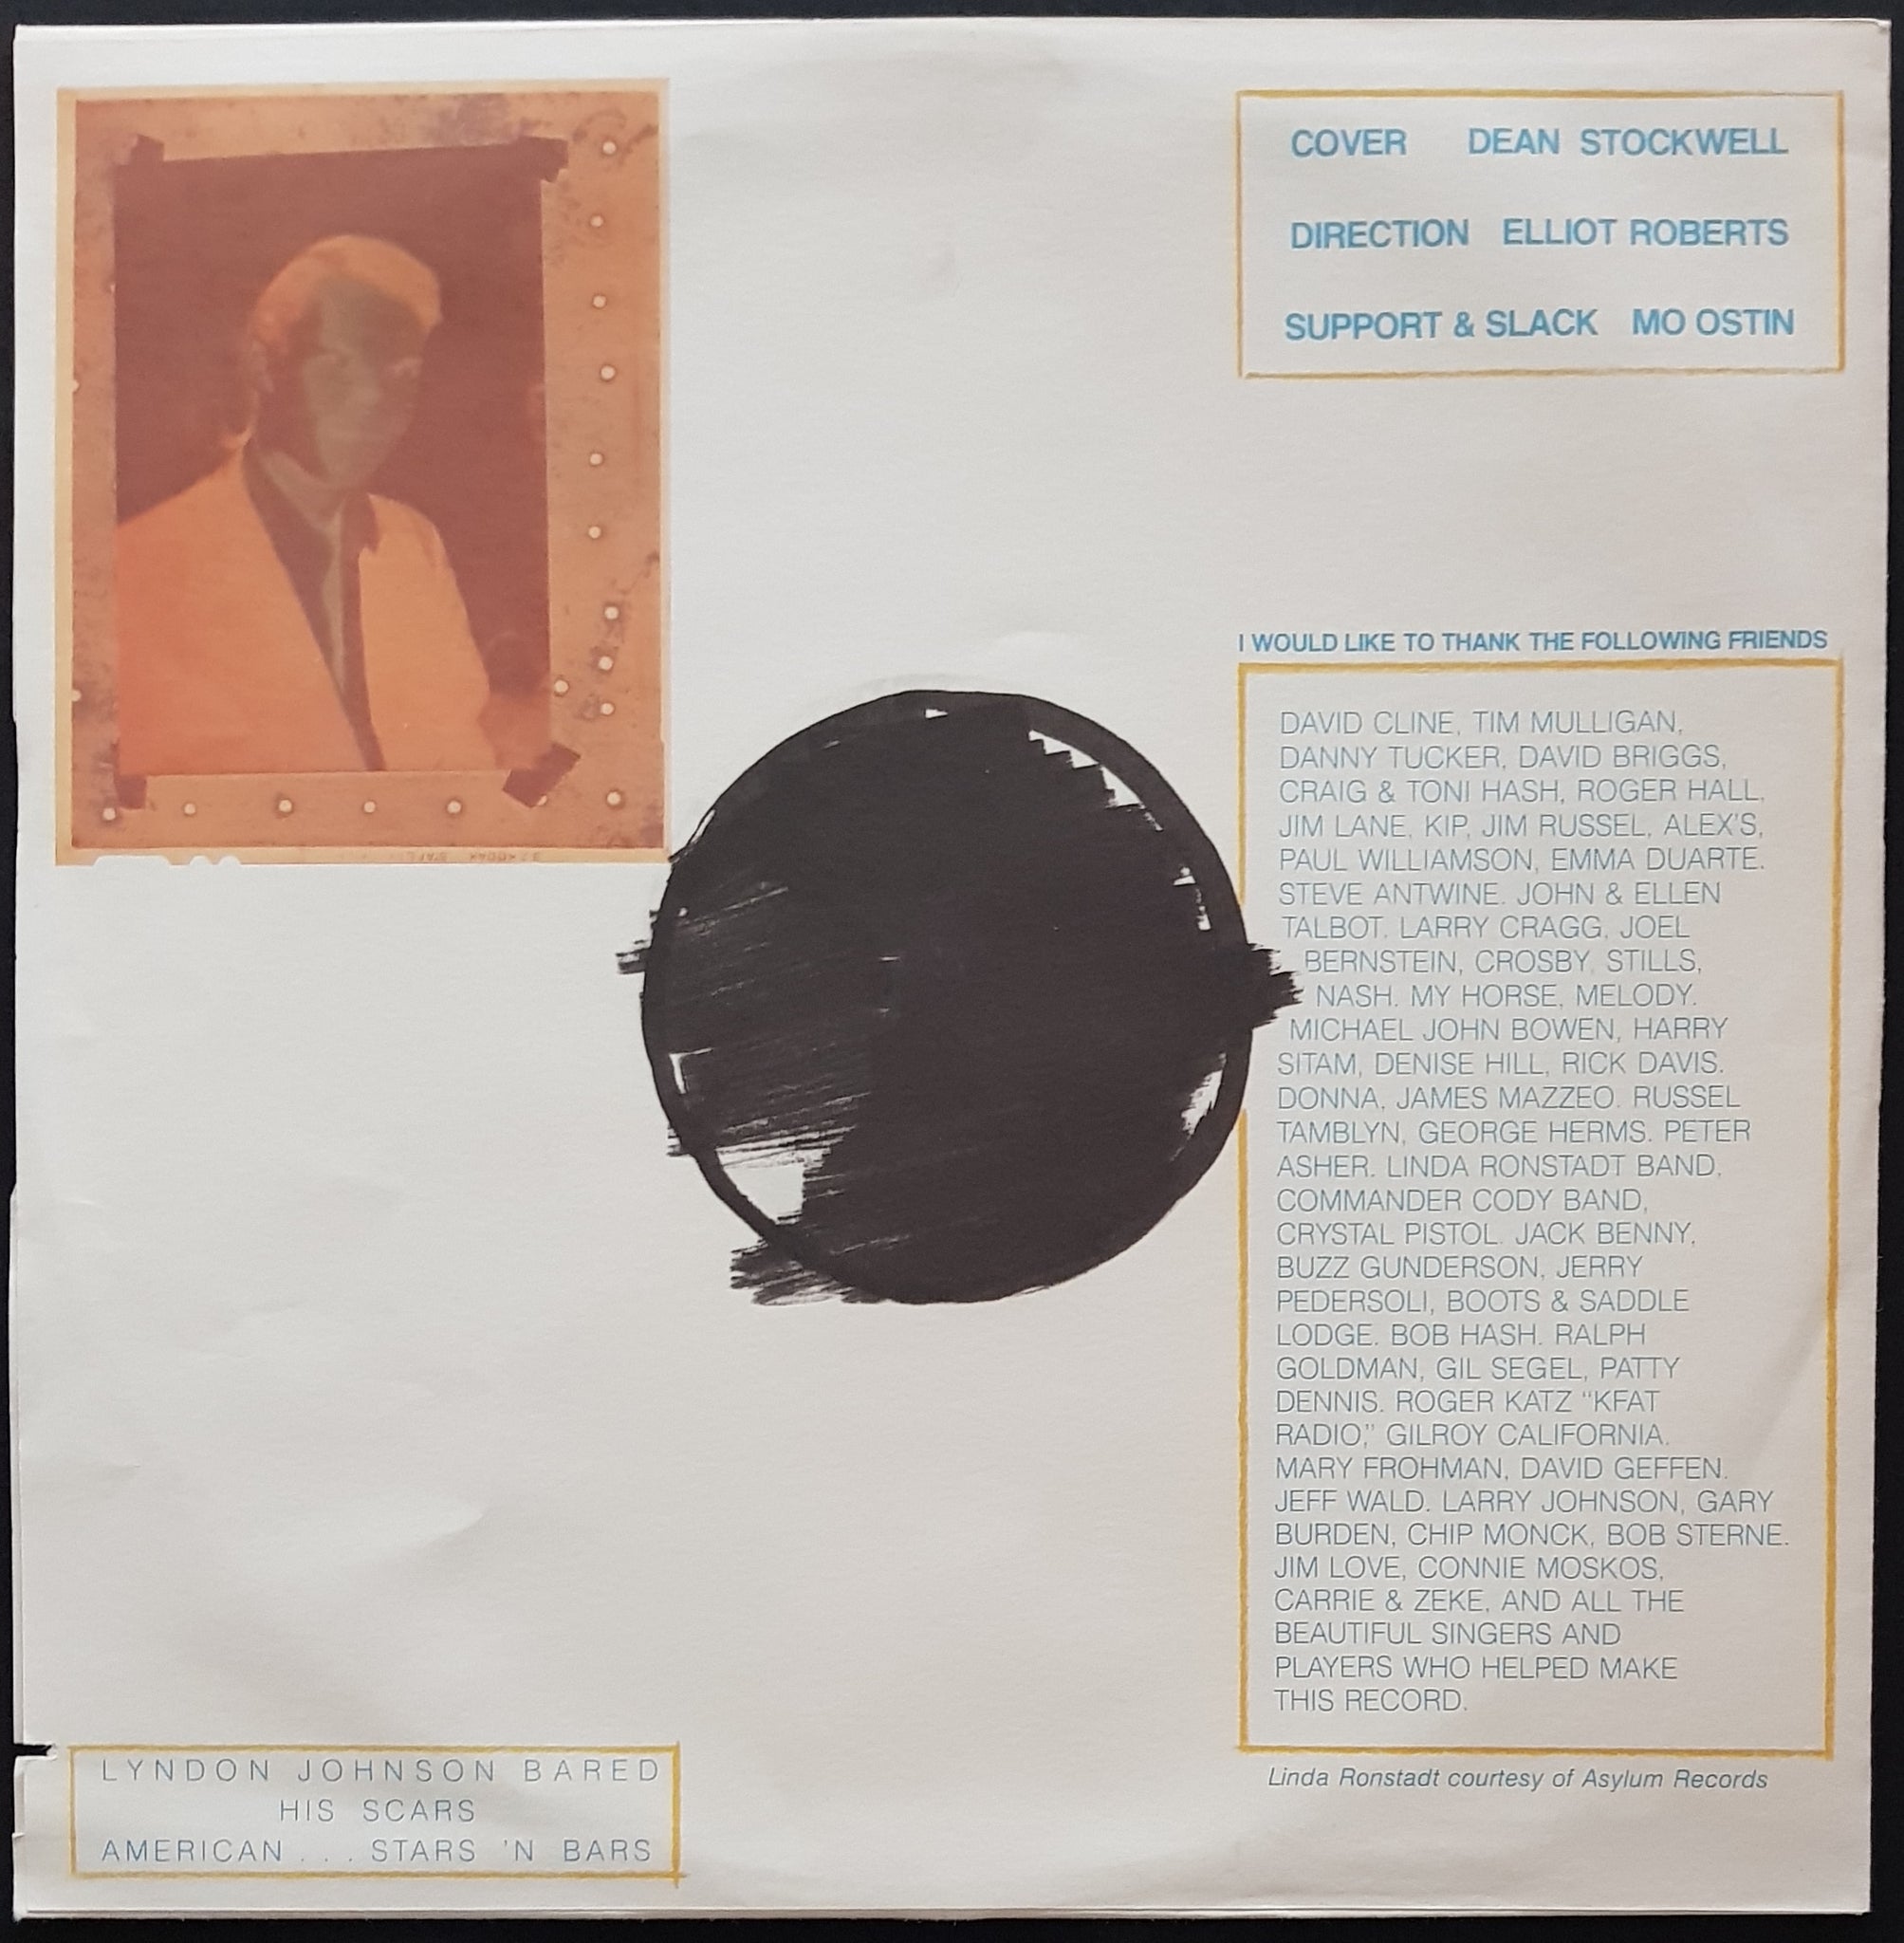 COVER DEAN STOCKWELL
DIRECTION ELLIOT ROBERTS
SUPPORT & SLACK MO OSTIN
I WOULD LIKE TO THANK THE FOLLOWING FRIENDS
DAVID CLINE, TIM MULLIGAN,
DANNY TUCKER, DAVID BRIGGS,
CRAIG & TONI HASH, ROGER HALL,
JIM LANE, KIP, JIM RUSSEL, ALEX'S,
PAUL WILLIAMSON, EMMA DUARTE.
STEVE ANTWINE. JOHN & ELLEN
TALBOT. LARRY CRAGG, JOEL
BERNSTEIN, CROSBY, STILLS,
NASH. MY HORSE, MELODY.
MICHAEL JOHN BOWEN, HARRY
SITAM, DENISE HILL, RICK DAVIS.
DONNA, JAMES MAZZEO. RUSSEL
TAMBLYN, GEORGE HERMS. PETER
ASHER. LINDA RONSTADT BAND,
COMMANDER CODY BAND,
CRYSTAL PISTOL. JACK BENNY,
BUZZ GUNDERSON, JERRY
PEDERSOLI, BOOTS & SADDLE
LODGE. BOB HASH. RALPH
GOLDMAN, GIL SEGEL, PATTY
DENNIS. ROGER KATZ "KFAT
RADIO," GILROY CALIFORNIA.
MARY FROHMAN, DAVID GEFFEN.
JEFF WALD. LARRY JOHNSON, GARY
BURDEN, CHIP MONCK, BOB STERNE.
JIM LOVE, CONNIE MOSKOS,
CARRIE & ZEKE, AND ALL THE
BEAUTIFUL SINGERS AND
PLAYERS WHO HELPED MAKE
THIS RECORD.
Linda Ronstadt courtesy of Asylum Records
LYNDON JOHNSON BARED
HIS SCARS
AMERICAN . . . STARS 'N BARS